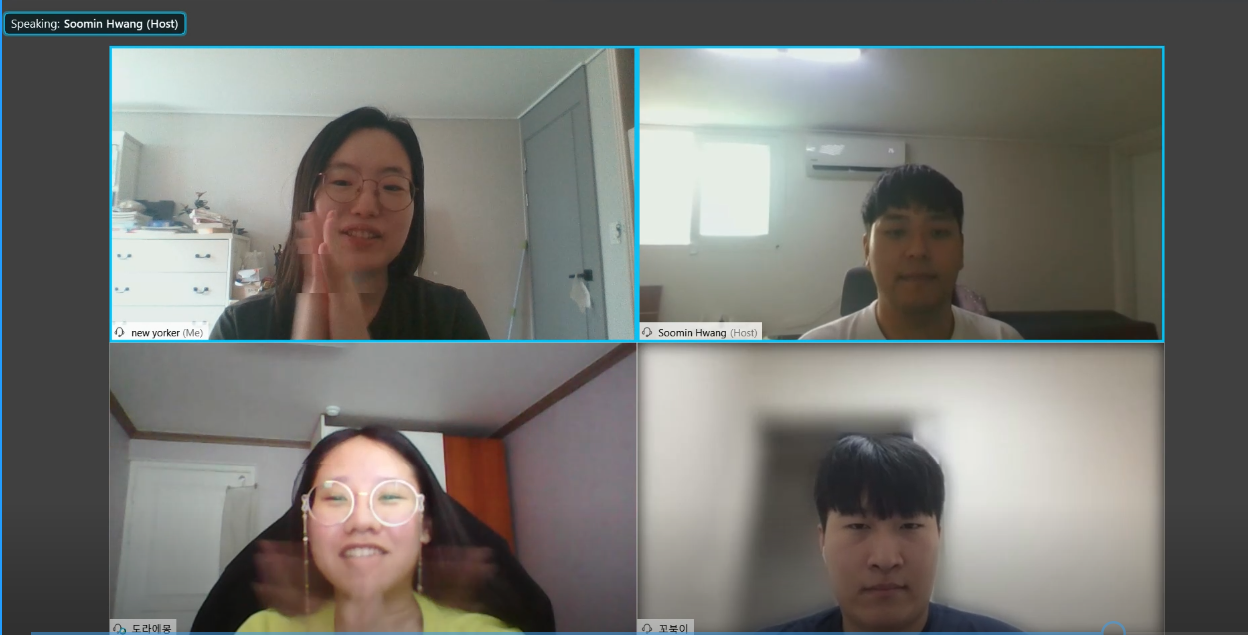 Speaking: Soomin Hwang (Host)
new yorker (Me)
Soomin Hwang (Host)
도라에몽
꼬북이